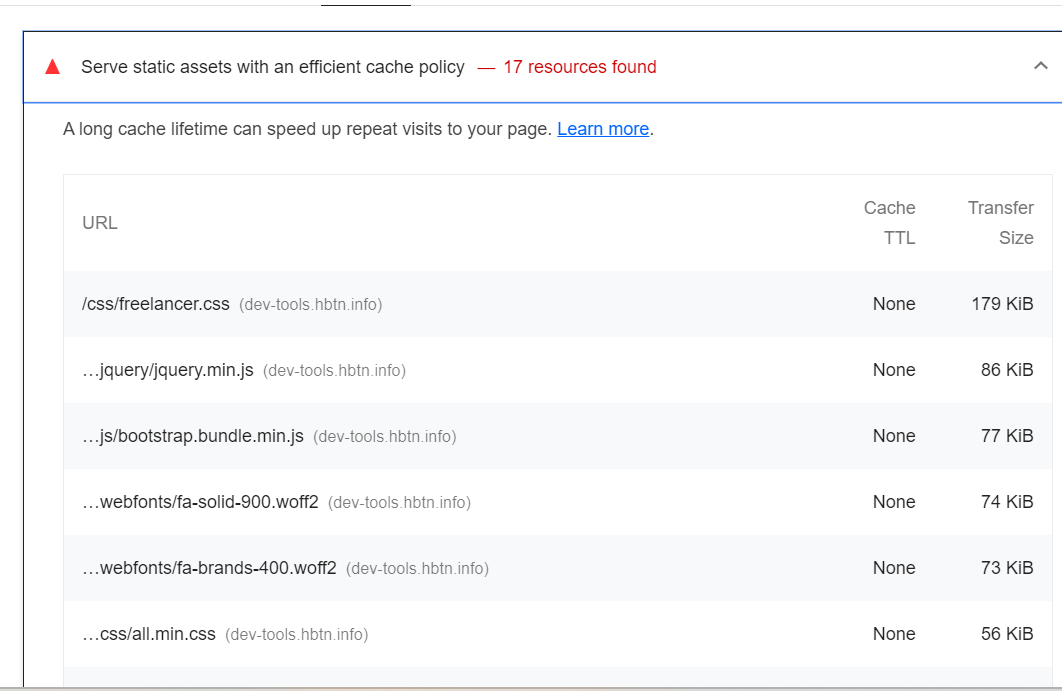 Serve static assets with an efficient cache policy — 17 resources found
A long cache lifetime can speed up repeat visits to your page. Learn more.
URL Cache TTL Transfer Size
/css/freelancer.css (dev-tools.hbtn.info) None 179 KiB
…jquery/jquery.min.js (dev-tools.hbtn.info) None 86 KiB
…js/bootstrap.bundle.min.js (dev-tools.hbtn.info) None 77 KiB
…webfonts/fa-solid-900.woff2 (dev-tools.hbtn.info) None 74 KiB
…webfonts/fa-brands-400.woff2 (dev-tools.hbtn.info) None 73 KiB
…css/all.min.css (dev-tools.hbtn.info) None 56 KiB